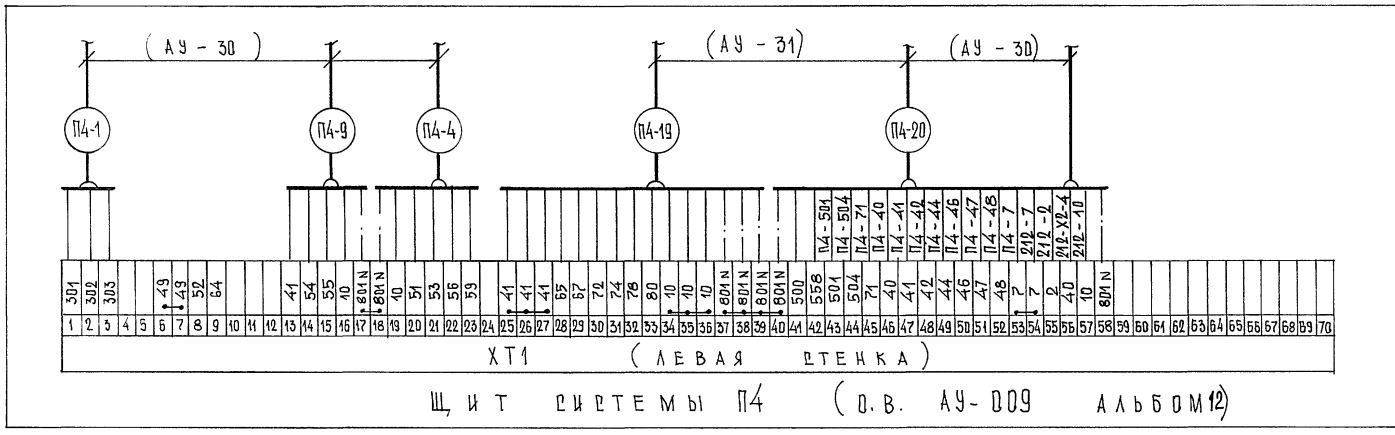 (АУ - 30) (АУ - 31) (АУ - 30)
П4-1 П4-9 П4-4 П4-19 П4-20
П4-501 П4-504 П4-71 П4-40 П4-41 П4-42 П4-44 П4-46 П4-47 П4-48 П4-7 212-7 212-2 212-X2-4 212-10
301 302 303 49 49 52 64 41 54 55 10 801N 801N 10 51 53 56 59 41 41 41 65 67 72 74 78 80 10 10 10 801N 801N 801N 801N 500 558 501 504 71 40 41 42 44 46 47 48 7 7 2 40 10 801N
1 2 3 4 5 6 7 8 9 10 11 12 13 14 15 16 17 18 19 20 21 22 23 24 25 26 27 28 29 30 31 32 33 34 35 36 37 38 39 40 41 42 43 44 45 46 47 48 49 50 51 52 53 54 55 56 57 58 59 60 61 62 63 64 65 66 67 68 69 70
XT1 (ЛЕВАЯ СТЕНКА)
ЩИТ СИСТЕМЫ П4 (О.В. АУ-009 АЛЬБОМ 12)